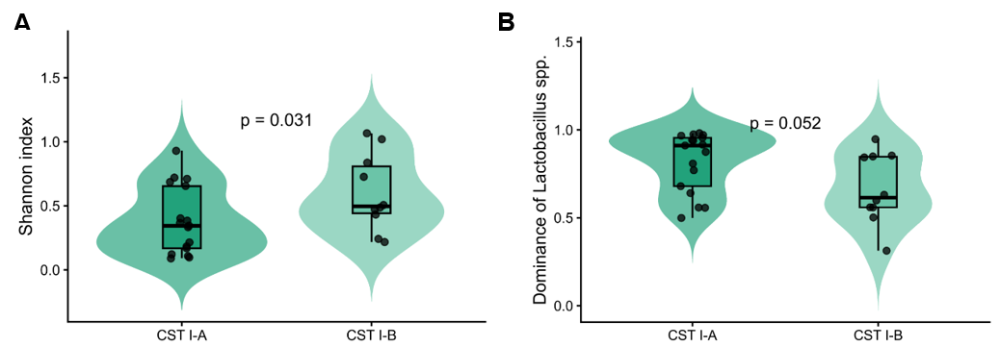 A
Shannon index
1.5
1.0
0.5
0.0
p = 0.031
CST I-A
CST I-B
B
Dominance of Lactobacillus spp.
1.5
1.0
0.5
0.0
p = 0.052
CST I-A
CST I-B